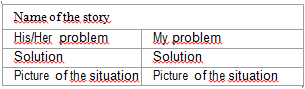 Name of the story
His/Her problem My problem
Solution Solution
Picture of the situation Picture of the situation